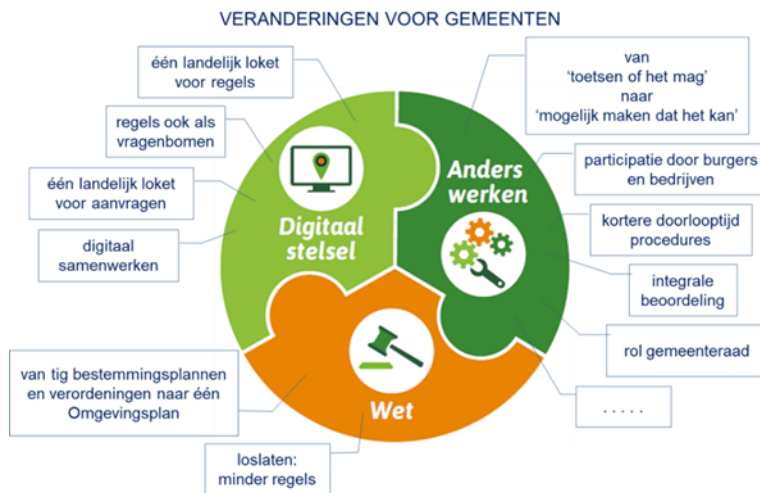 VERANDERINGEN VOOR GEMEENTEN
één landelijk loket
voor regels
regels ook als
vragenbomen
één landelijk loket
voor aanvragen
digitaal
samenwerken
Digitaal
stelsel
van
‘toetsen of het mag’
naar
‘mogelijk maken dat het kan’
Anders
werken
participatie door burgers
en bedrijven
kortere doorlooptijd
procedures
integrale
beoordeling
rol gemeenteraad
. . . . .
van tig bestemmingsplannen
en verordeningen naar één
Omgevingsplan
Wet
loslaten:
minder regels